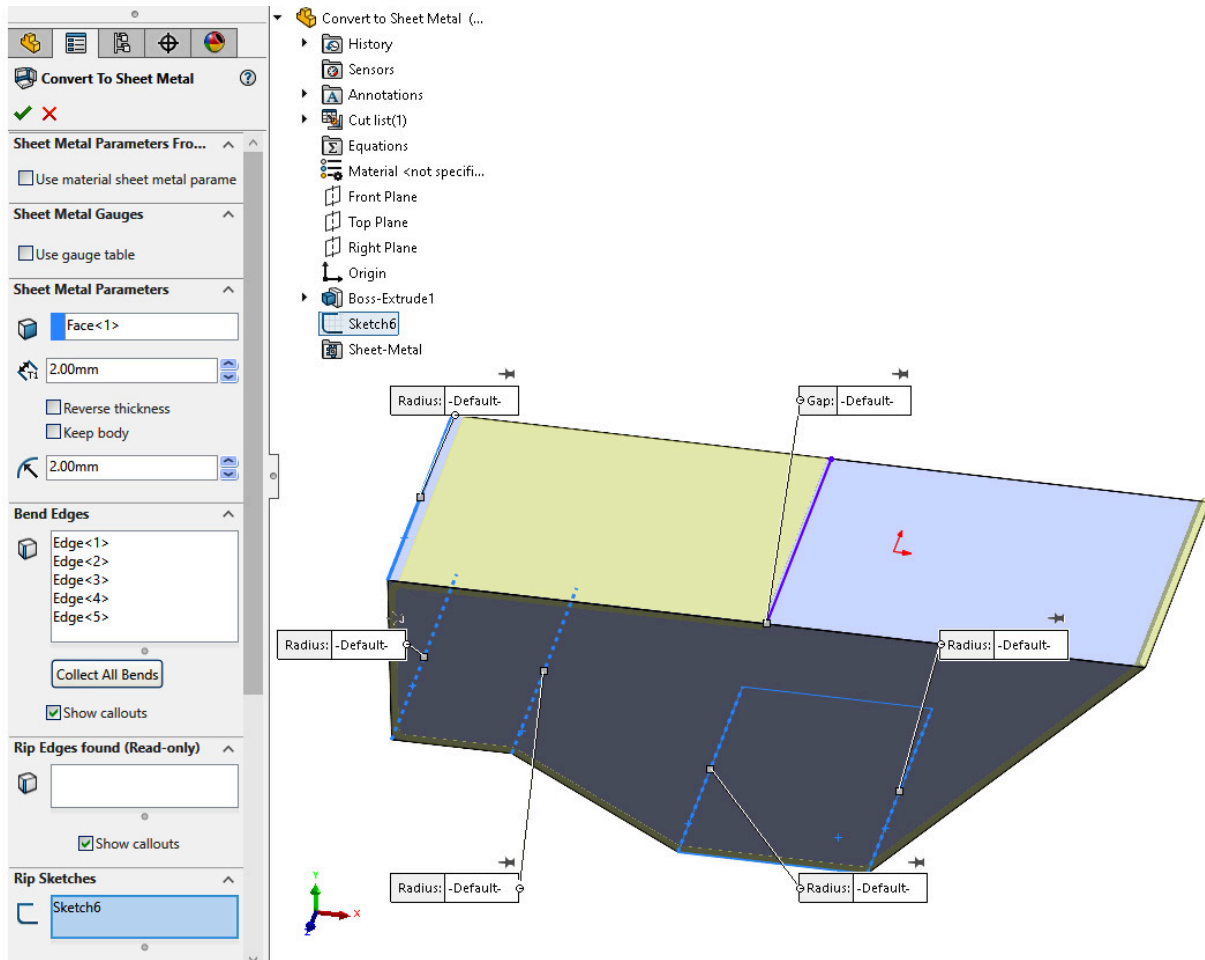 Convert To Sheet Metal
Sheet Metal Parameters Fro...
Use material sheet metal parame
Sheet Metal Gauges
Use gauge table
Sheet Metal Parameters
Face<1>
T1
2.00mm
Reverse thickness
Keep body
2.00mm
Bend Edges
Edge<1>
Edge<2>
Edge<3>
Edge<4>
Edge<5>
Collect All Bends
Show callouts
Rip Edges found (Read-only)
Show callouts
Rip Sketches
Sketch6
Convert to Sheet Metal (...
History
Sensors
A Annotations
Cut list(1)
Σ Equations
Material <not specifi...
Front Plane
Top Plane
Right Plane
Origin
Boss-Extrude1
Sketch6
Sheet-Metal
Radius: -Default-
Gap: -Default-
Radius: -Default-
Radius: -Default-
Radius: -Default-
Radius: -Default-
Y
X
Z